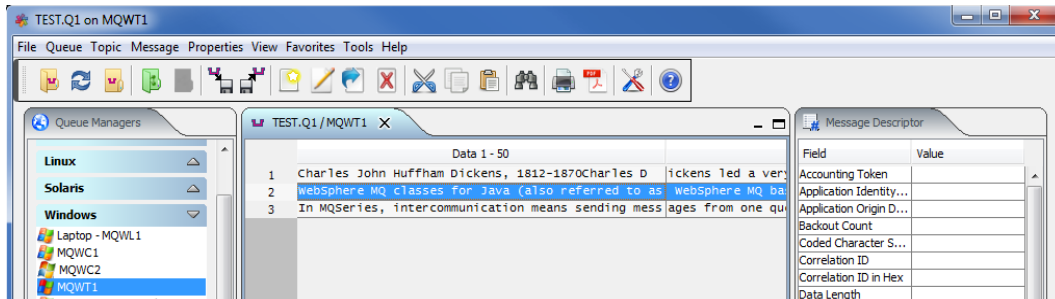 TEST.Q1 on MQWT1
File Queue Topic Message Properties View Favorites Tools Help
PDF
Queue Managers
TEST.Q1 / MQWT1
Message Descriptor
Linux
Solaris
Windows
Laptop - MQWL1
MQWC1
MQWC2
MQWT1
Data 1 - 50
1 Charles John Huffham Dickens, 1812-1870Charles D ickens led a very
2 WebSphere MQ classes for Java (also referred to as WebSphere MQ ba
3 In MQSeries, intercommunication means sending mess ages from one qu
Field Value
Accounting Token
Application Identity...
Application Origin D...
Backout Count
Coded Character S...
Correlation ID
Correlation ID in Hex
Data Length